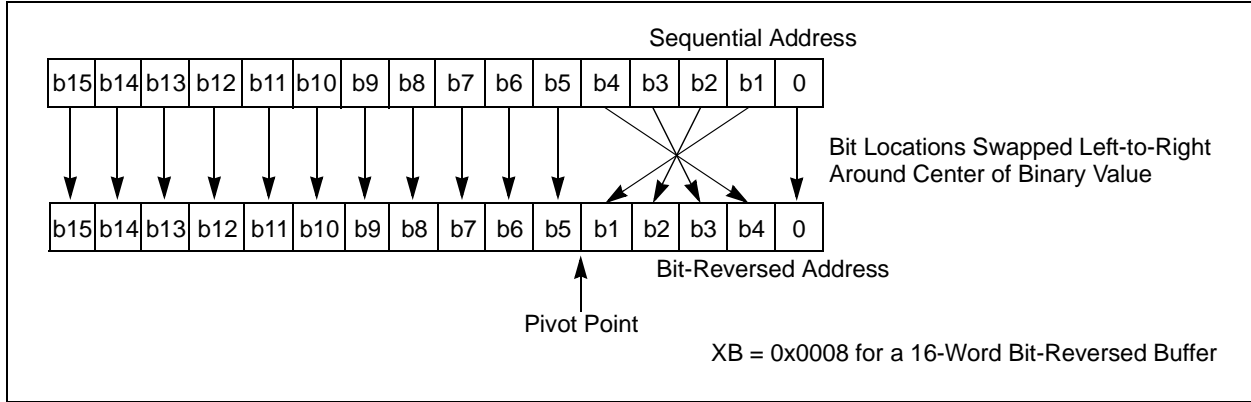 Sequential Address
b15 b14 b13 b12 b11 b10 b9 b8 b7 b6 b5 b4 b3 b2 b1 0
Bit Locations Swapped Left-to-Right
Around Center of Binary Value
b15 b14 b13 b12 b11 b10 b9 b8 b7 b6 b5 b1 b2 b3 b4 0
Bit-Reversed Address
Pivot Point
XB = 0x0008 for a 16-Word Bit-Reversed Buffer